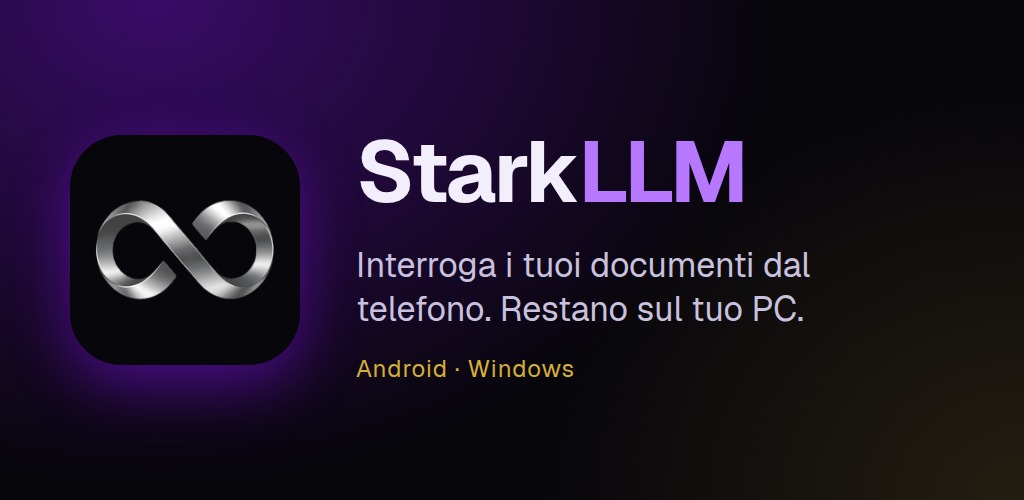 StarkLLM
Interroga i tuoi documenti dal
telefono. Restano sul tuo PC.
Android · Windows